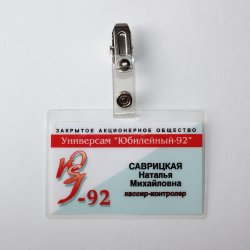 ЗАКРЫТОЕ АКЦИОНЕРНОЕ ОБЩЕСТВО
Универсам "Юбилейный-92"
Ю
-92
САВРИЦКАЯ
Наталья
Михайловна
кассир-контролер